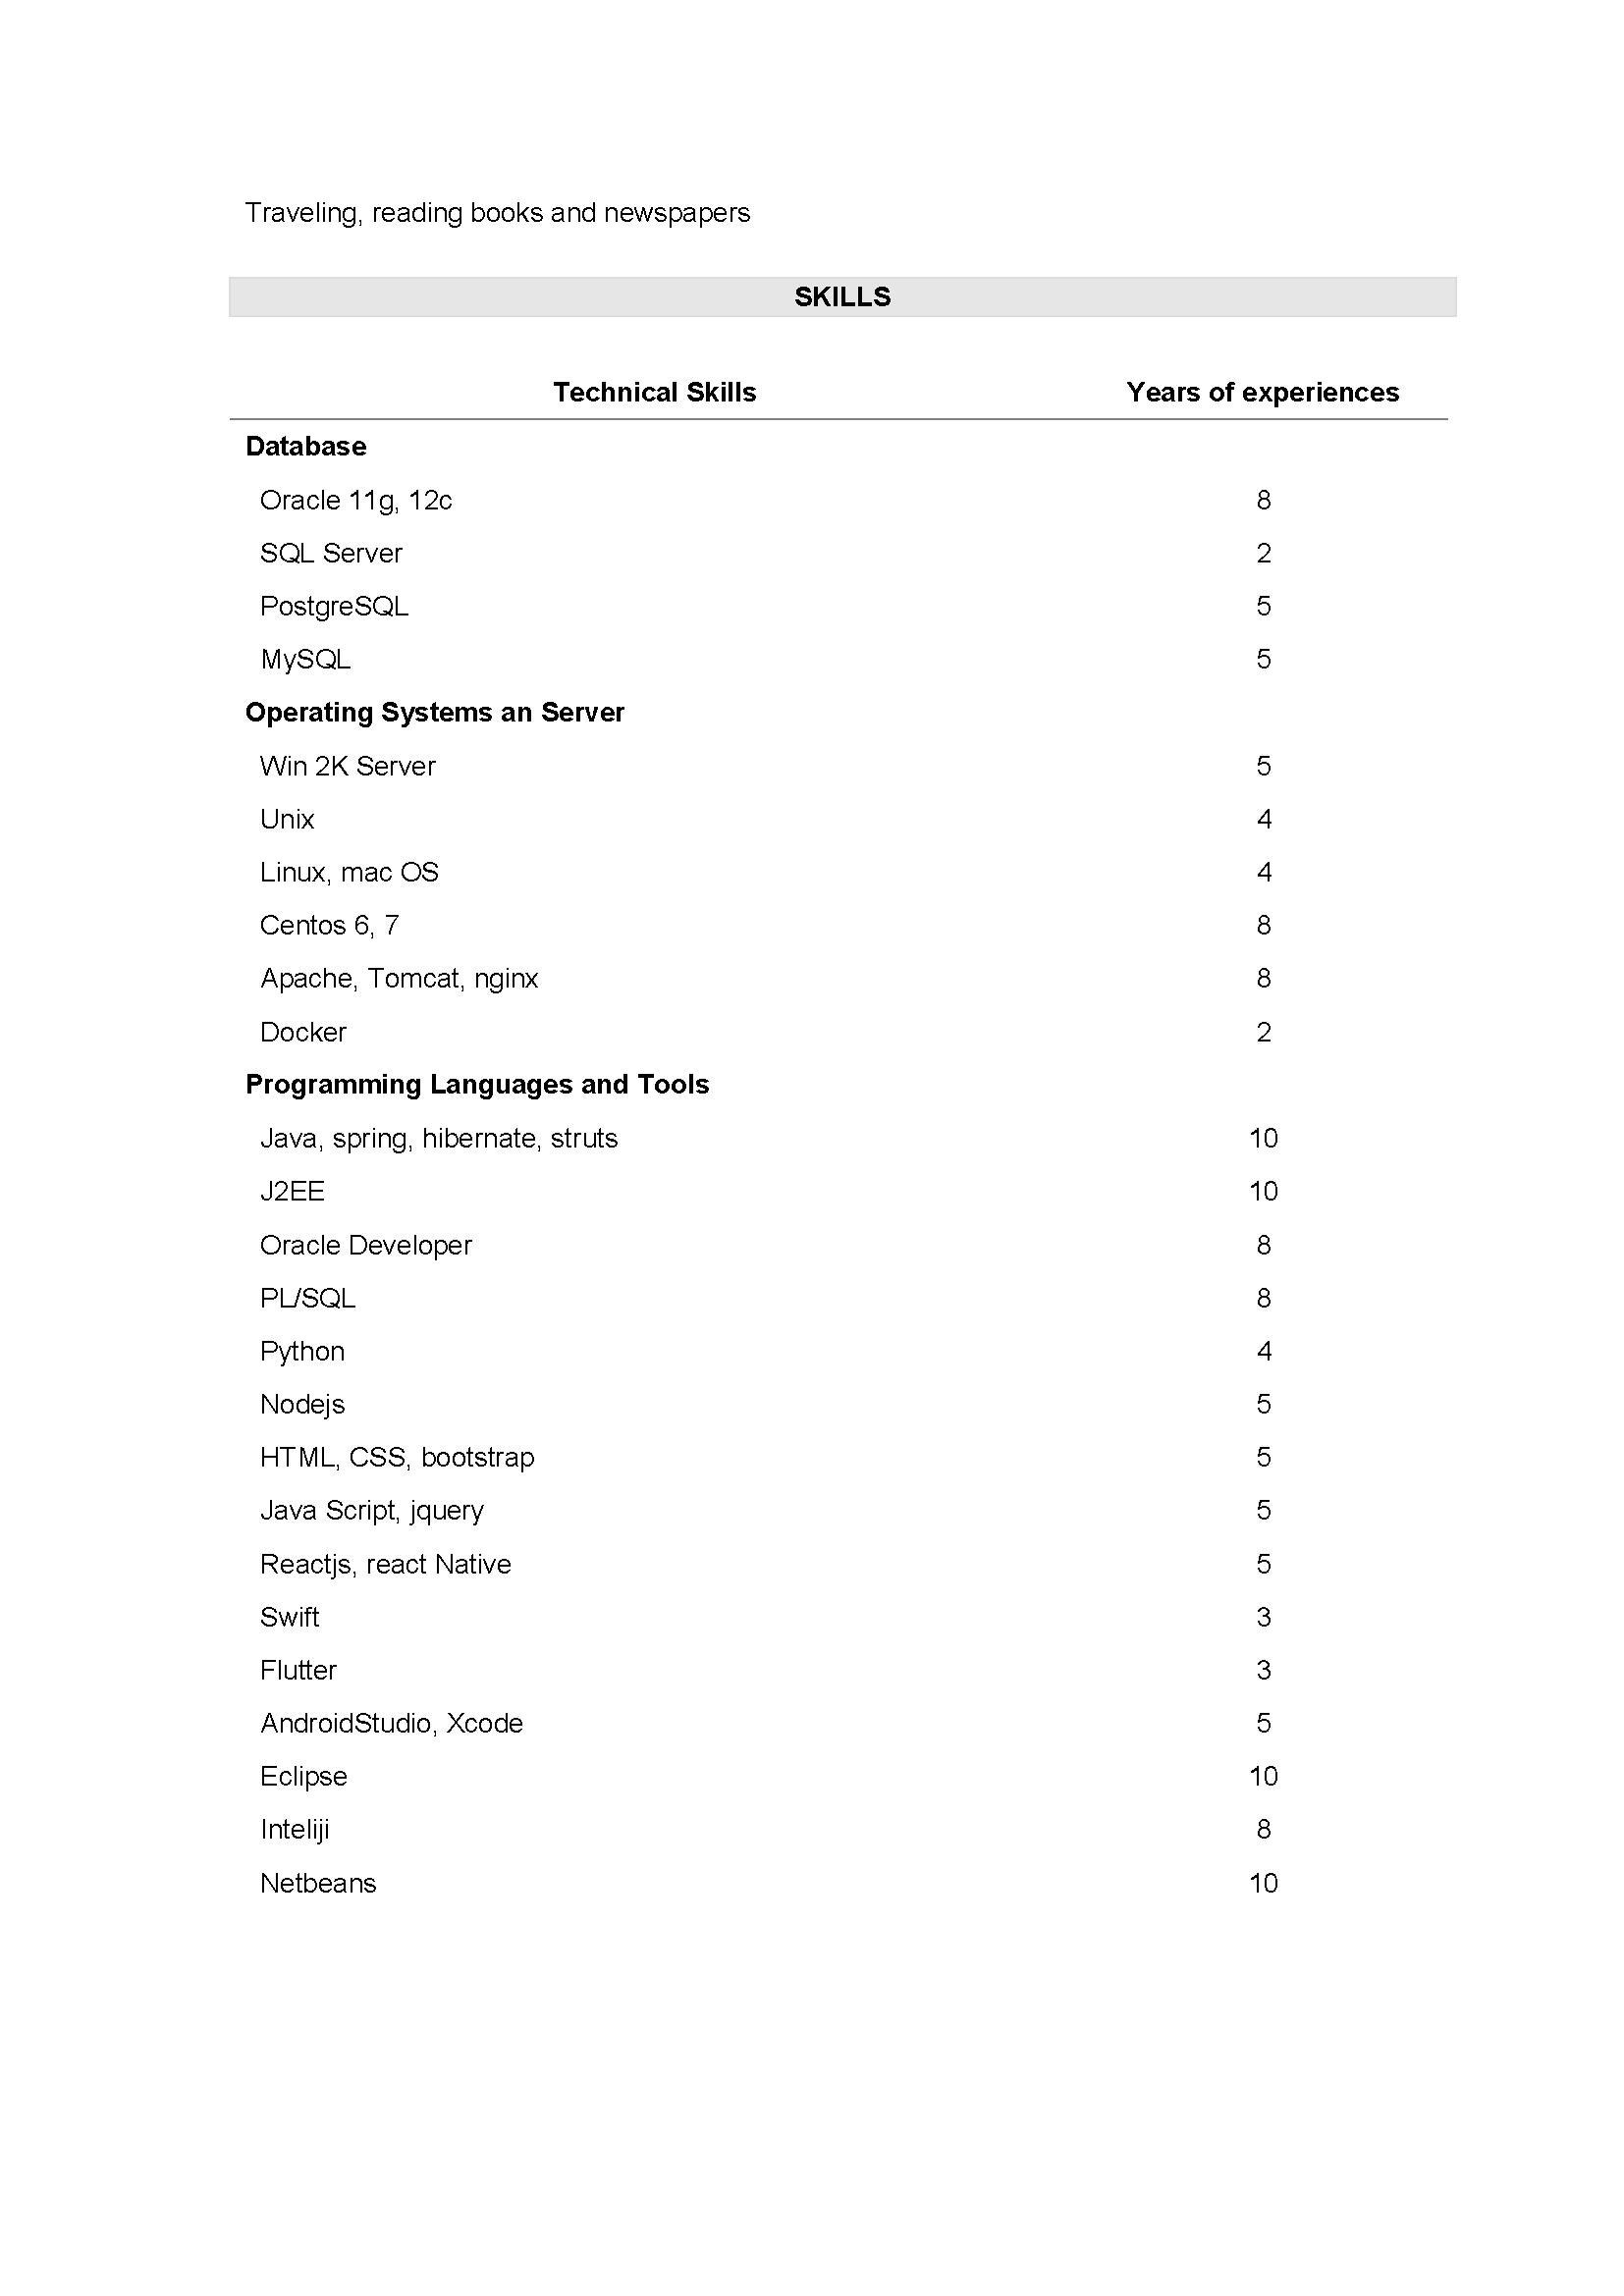 Traveling, reading books and newspapers
SKILLS
Technical Skills Years of experiences
Database
Oracle 11g, 12c 8
SQL Server 2
PostgreSQL 5
MySQL 5
Operating Systems an Server
Win 2K Server 5
Unix 4
Linux, mac OS 4
Centos 6, 7 8
Apache, Tomcat, nginx 8
Docker 2
Programming Languages and Tools
Java, spring, hibernate, struts 10
J2EE 10
Oracle Developer 8
PL/SQL 8
Python 4
Nodejs 5
HTML, CSS, bootstrap 5
Java Script, jquery 5
Reactjs, react Native 5
Swift 3
Flutter 3
AndroidStudio, Xcode 5
Eclipse 10
Inteliji 8
Netbeans 10